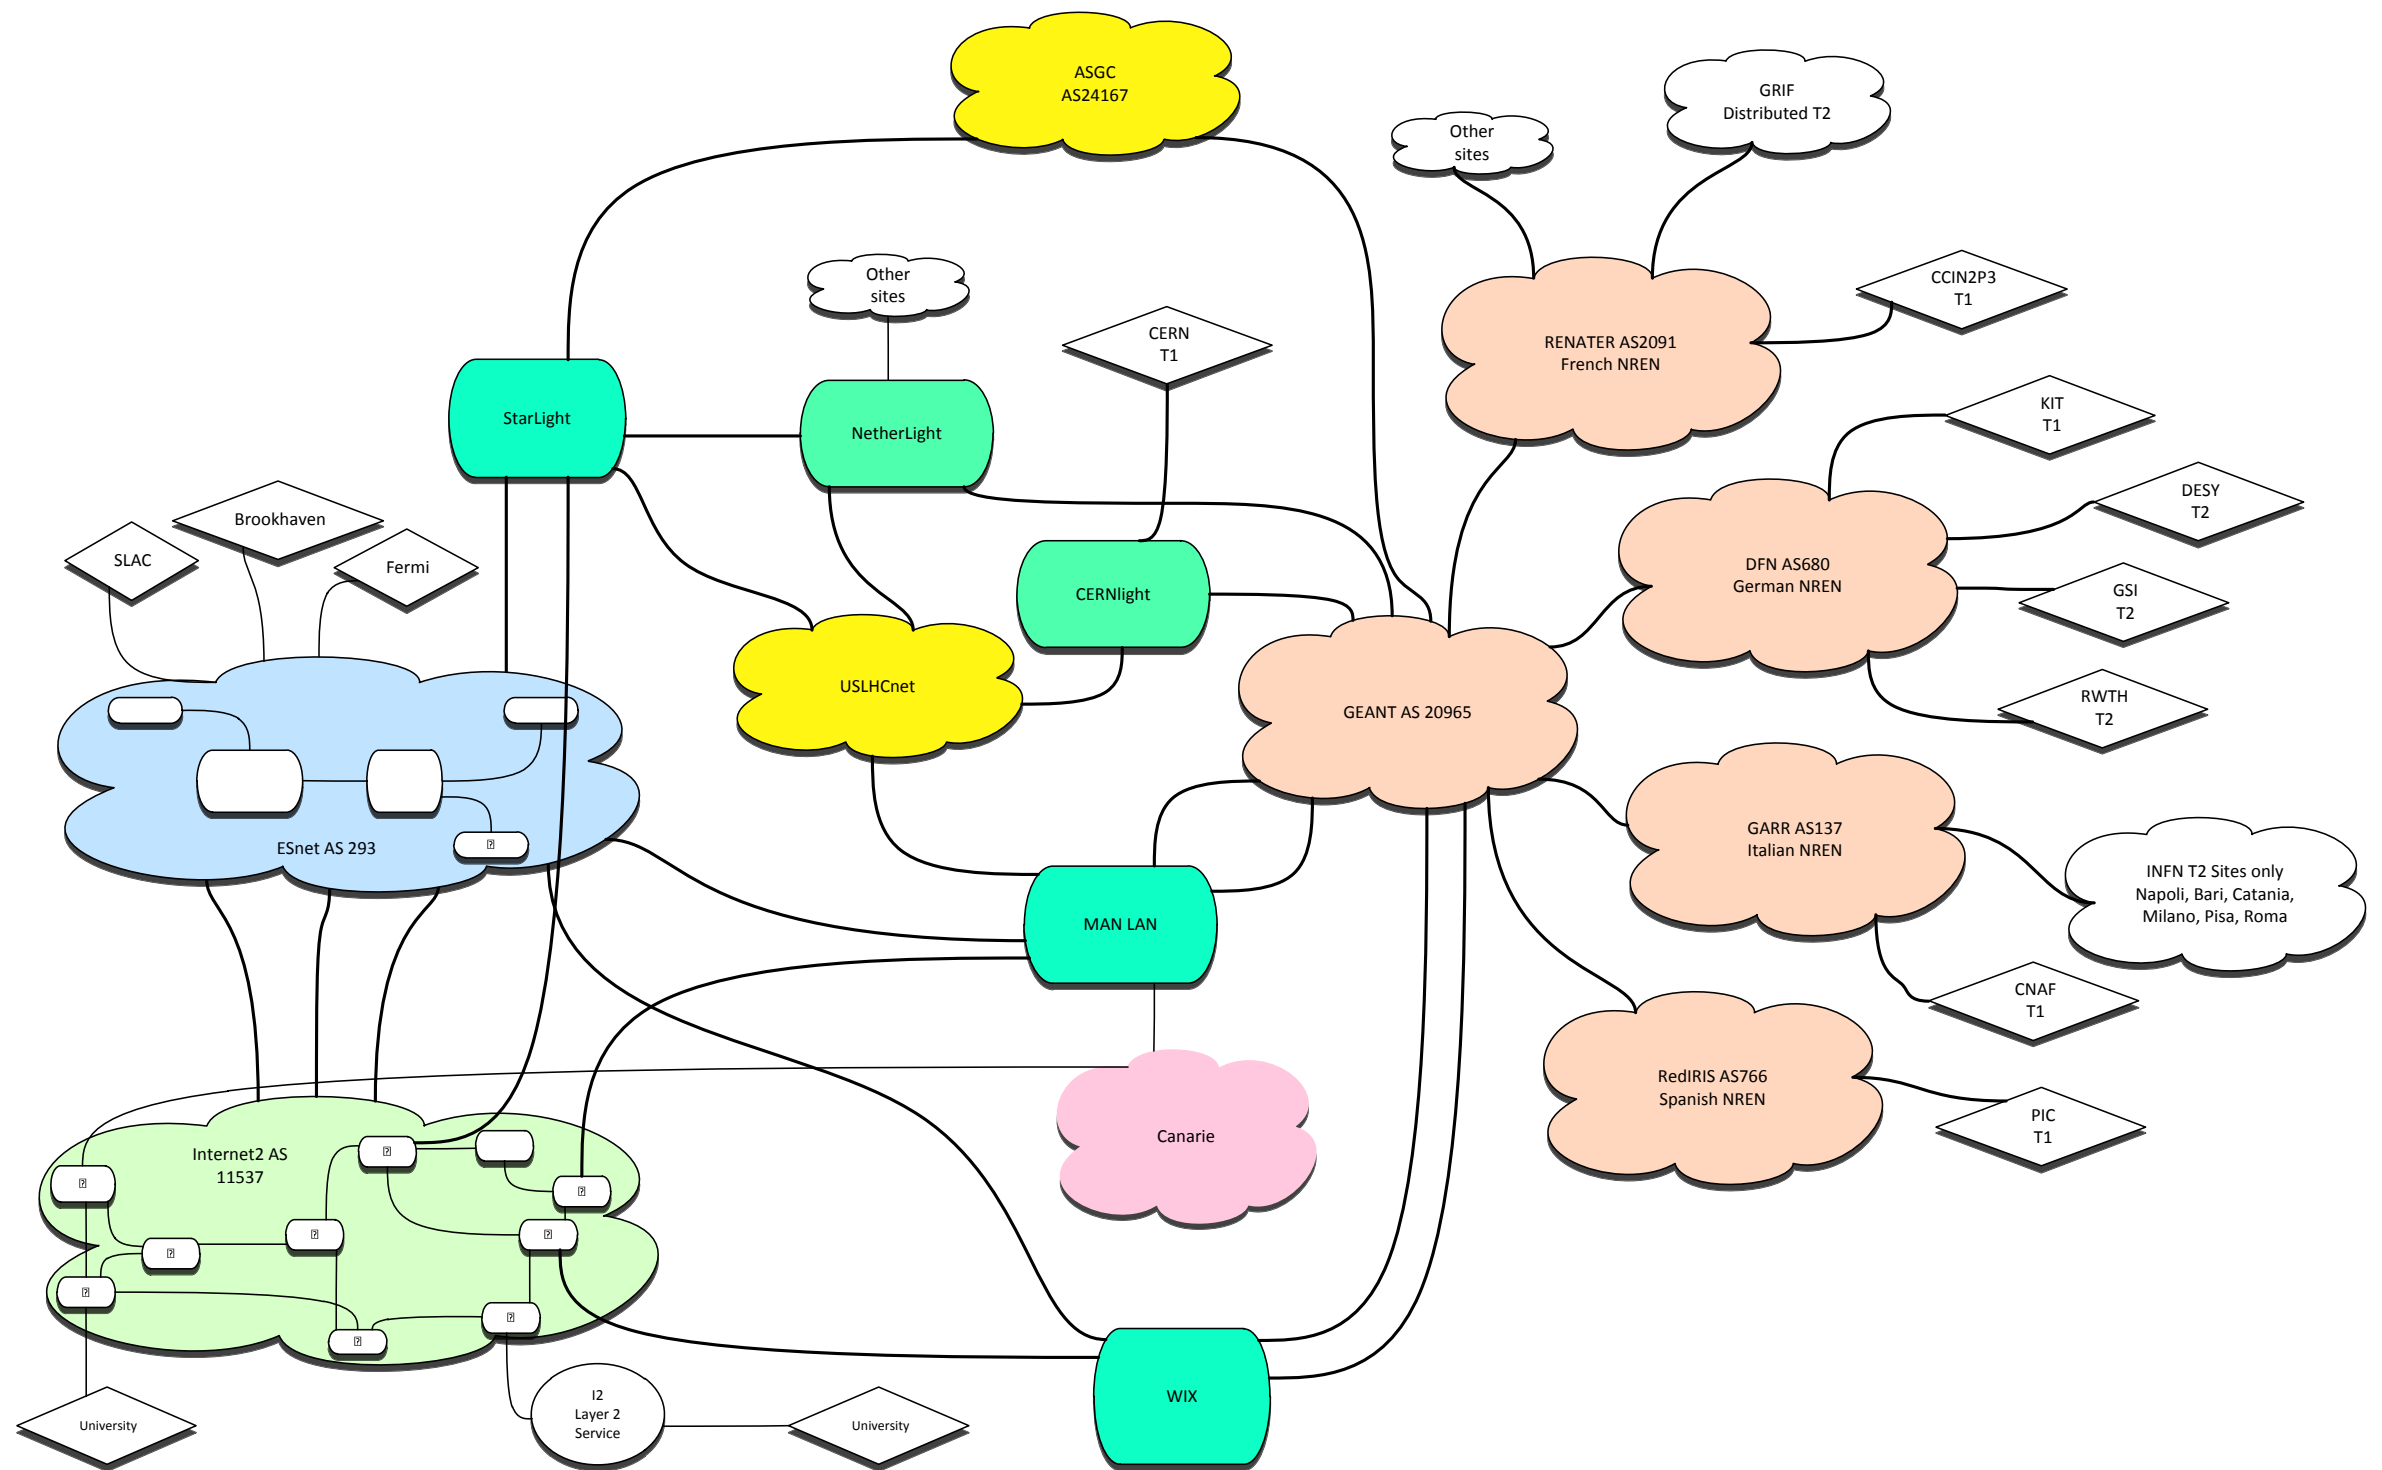 ASGC
AS24167
GRIF
Distributed T2
Other
sites
Other
sites
CCIN2P3
T1
CERN
T1
RENATER AS2091
French NREN
StarLight
NetherLight
KIT
T1
DESY
T2
Brookhaven
SLAC
Fermi
DFN AS680
German NREN
CERNlight
GSI
T2
USLHCnet
GEANT AS 20965
RWTH
T2
ESnet AS 293
GARR AS137
Italian NREN
INFN T2 Sites only
Napoli, Bari, Catania,
Milano, Pisa, Roma
MAN LAN
CNAF
T1
RedIRIS AS766
Spanish NREN
PIC
T1
Canarie
Internet2 AS
11537
WIX
I2
Layer 2
Service
University
University